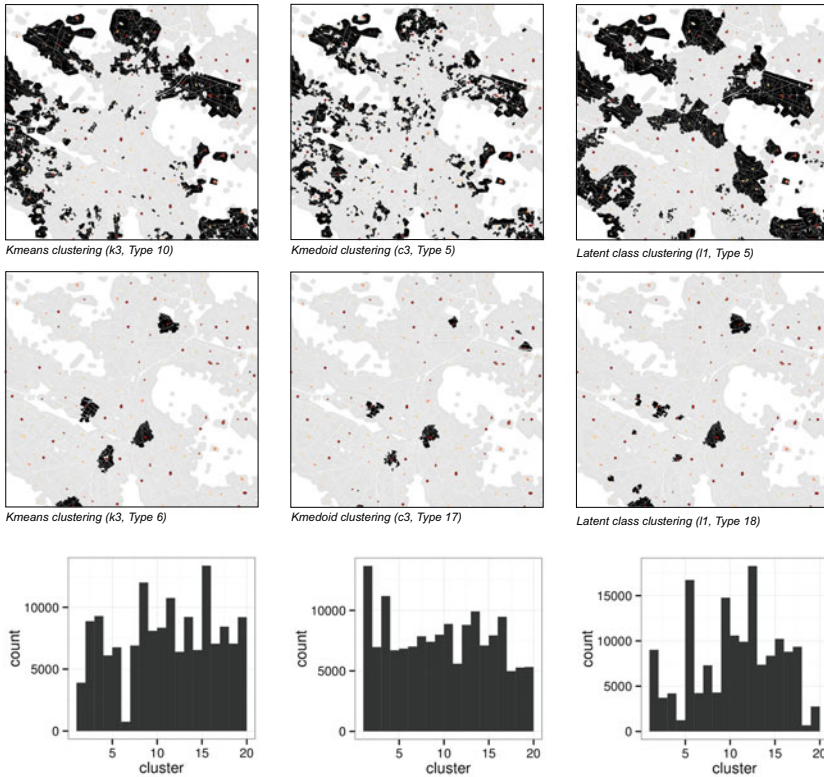 Kmeans clustering (k3, Type 10)
Kmedoid clustering (c3, Type 5)
Latent class clustering (l1, Type 5)
Kmeans clustering (k3, Type 6)
Kmedoid clustering (c3, Type 17)
Latent class clustering (l1, Type 18)
count
10000
5000
0
5 10 15 20
cluster
count
10000
5000
0
5 10 15 20
cluster
count
15000
10000
5000
0
5 10 15 20
cluster